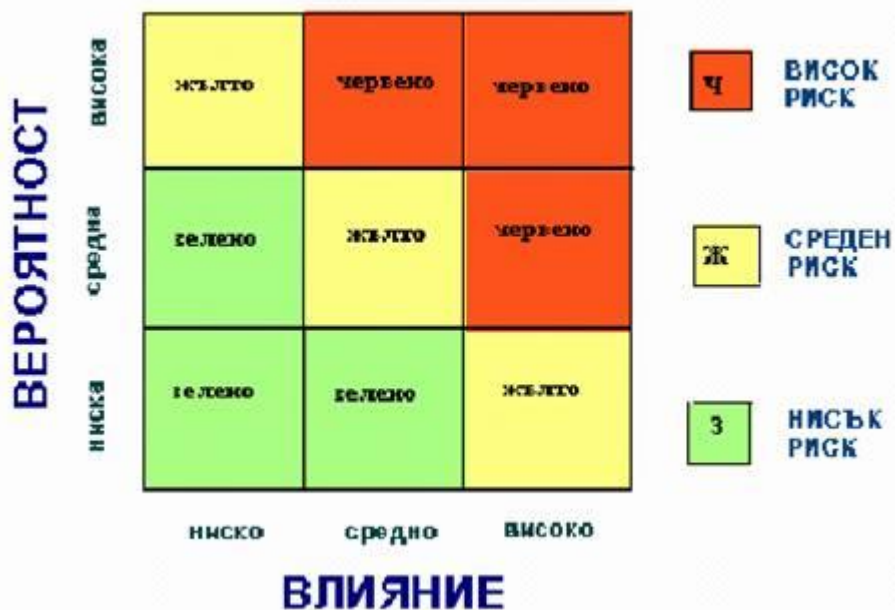 ВЕРОЯТНОСТ
висока
средна
ниска
жълто
червено
червено
зелено
жълто
червено
зелено
зелено
жълто
ниско
средно
високо
ВЛИЯНИЕ
Ч
ВИСОК
РИСК
Ж
СРЕДЕН
РИСК
З
НИСЪК
РИСК